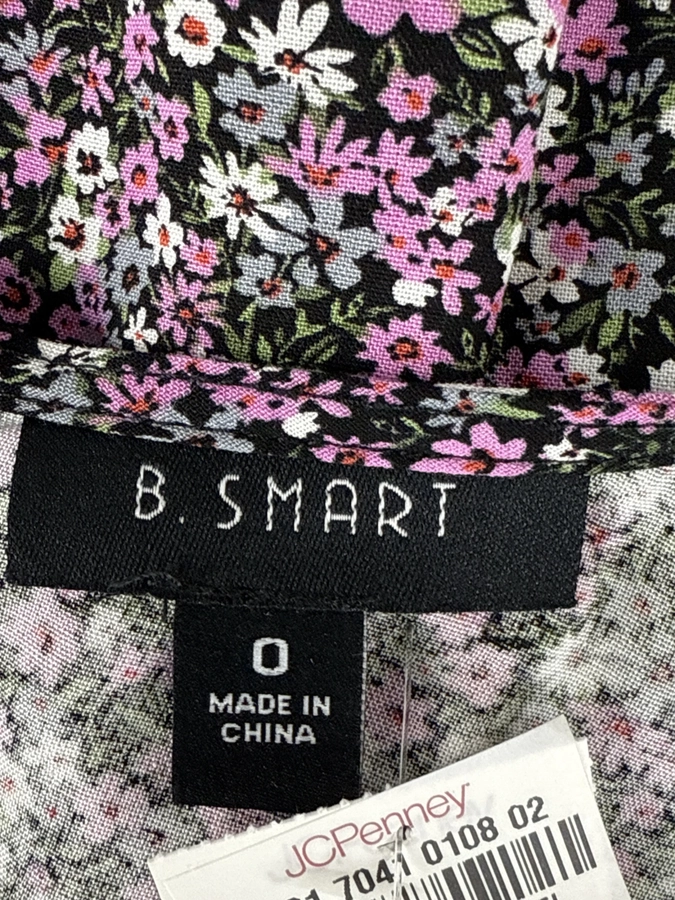 B. SMART
0
MADE IN
CHINA
JCPenney
7041 0108 02